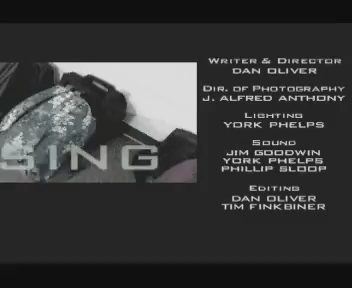 SING
Writer & Director
DAN OLIVER
Dir. of Photography
J. ALFRED ANTHONY
Lighting
YORK PHELPS
Sound
JIM GOODWIN
YORK PHELPS
PHILLIP SLOOP
Editing
DAN OLIVER
TIM FINKBINER